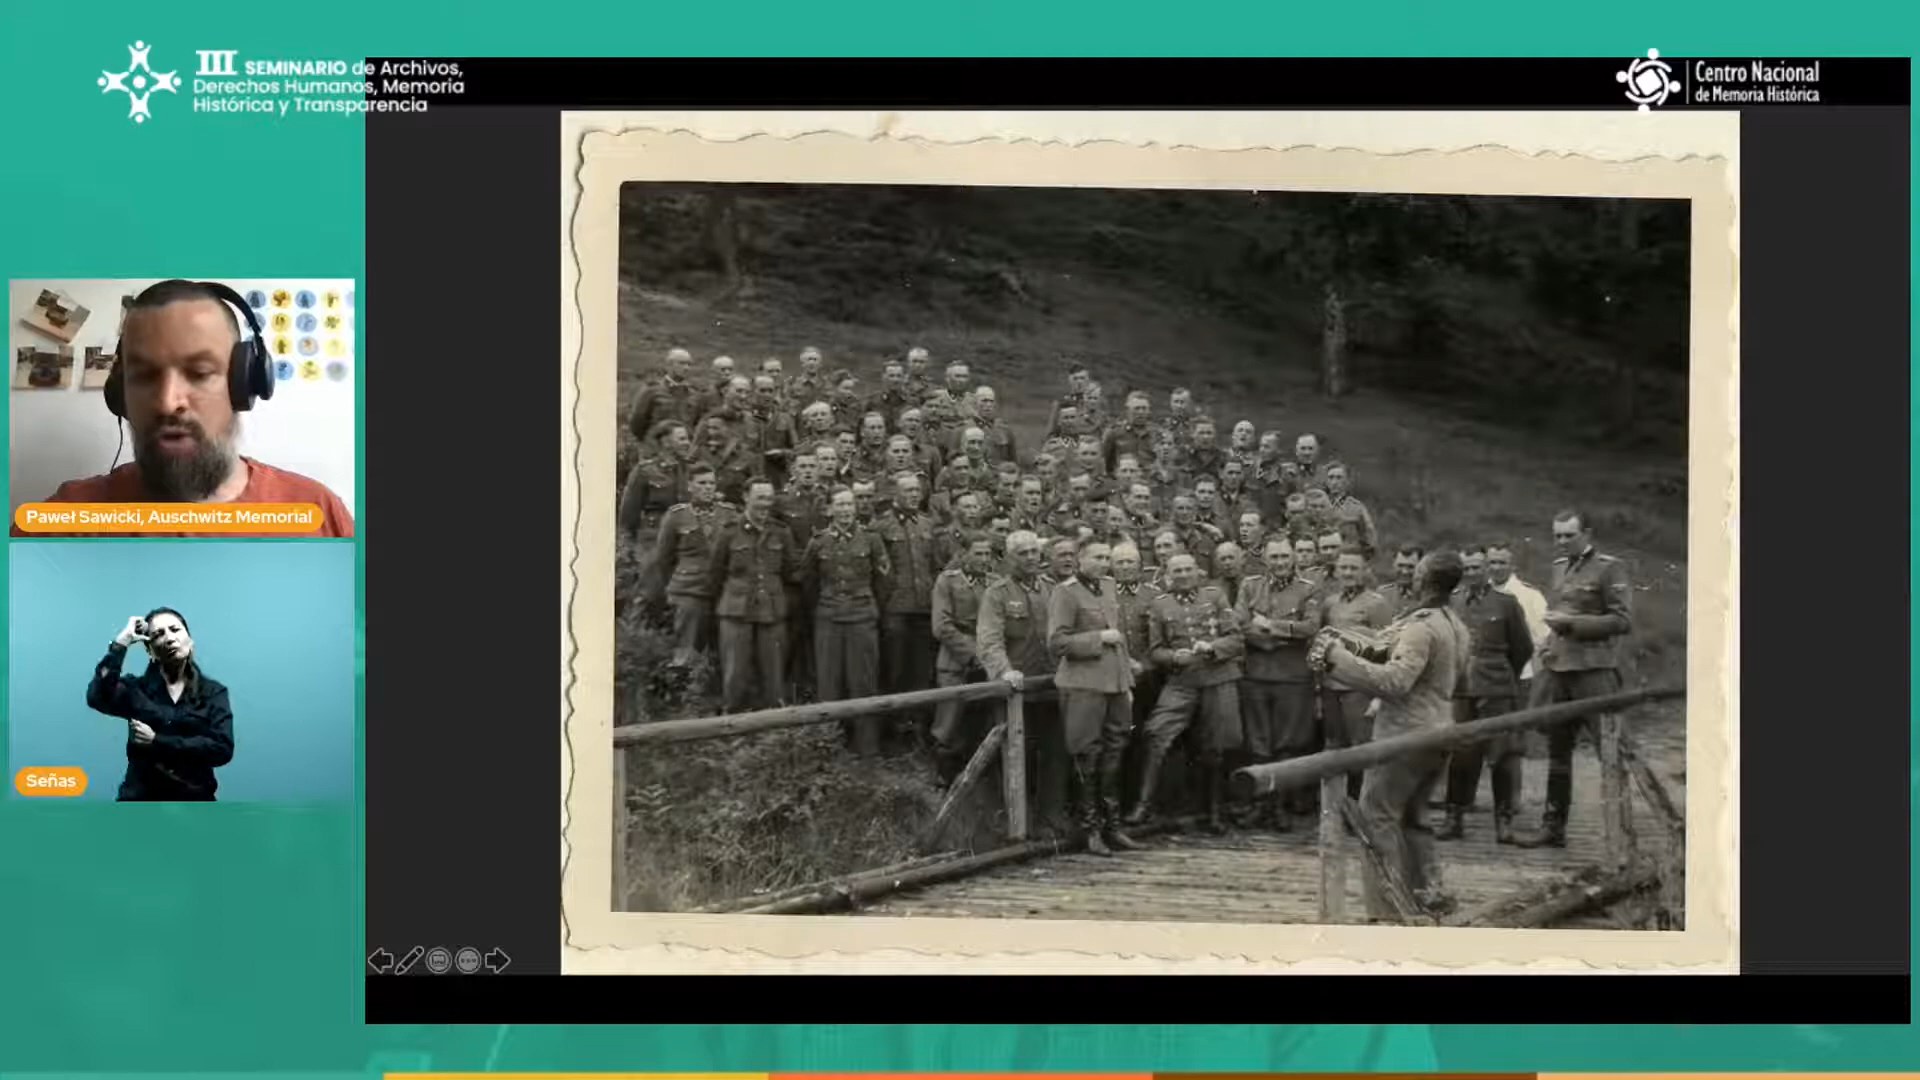 III SEMINARIO de Archivos,
Derechos Humanos, Memoria
Histórica y Transparencia
Centro Nacional
de Memoria Histórica
Paweł Sawicki, Auschwitz Memorial
Señas